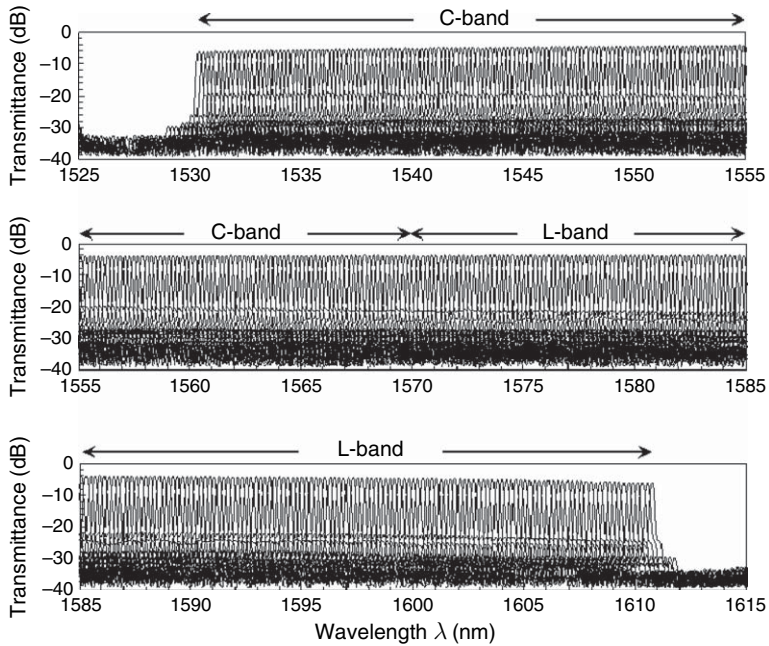 C-band
Transmittance (dB)
0
−10
−20
−30
−40
1525 1530 1535 1540 1545 1550 1555
C-band L-band
Transmittance (dB)
0
−10
−20
−30
−40
1555 1560 1565 1570 1575 1580 1585
L-band
Transmittance (dB)
0
−10
−20
−30
−40
1585 1590 1595 1600 1605 1610 1615
Wavelength λ (nm)